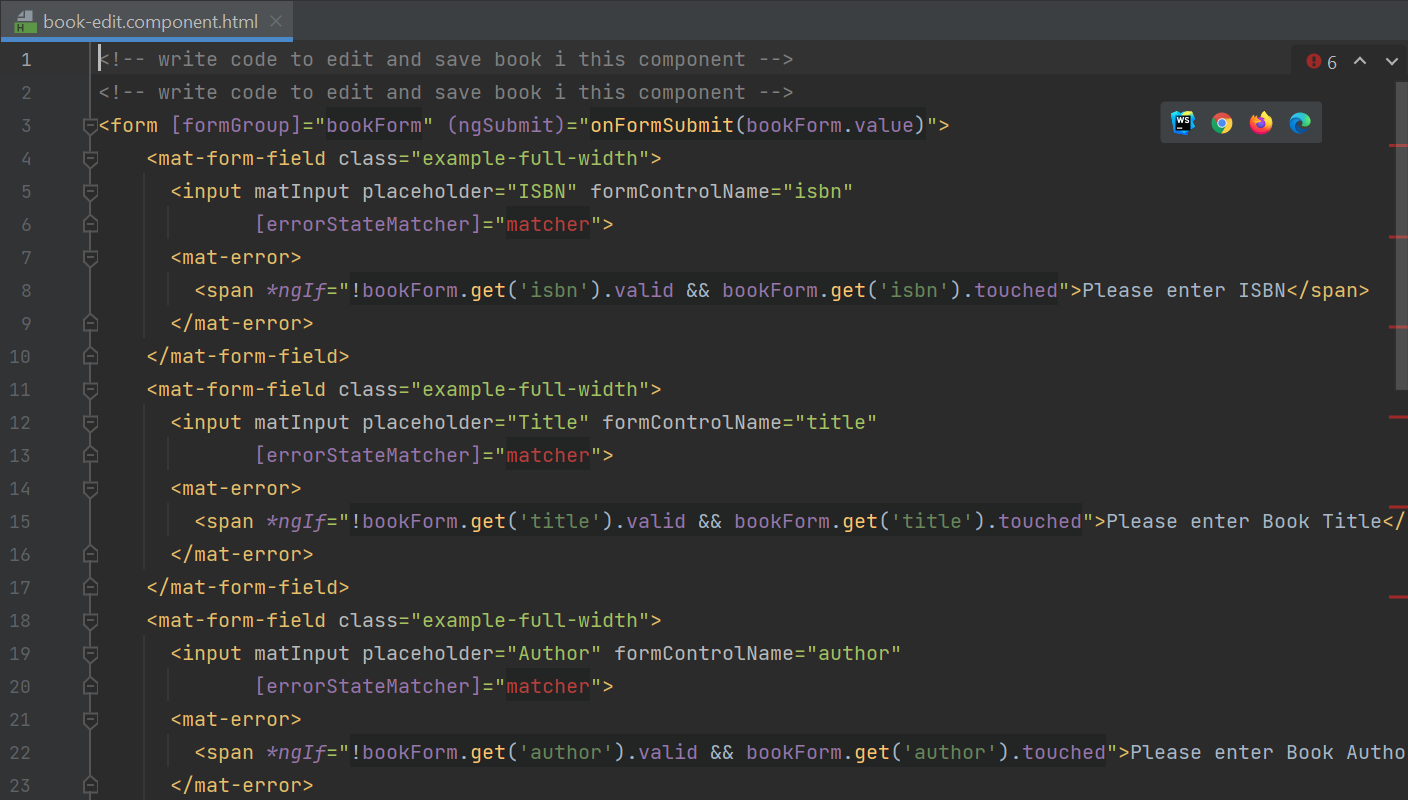 book-edit.component.html
6
1 <!-- write code to edit and save book i this component -->
2 <!-- write code to edit and save book i this component -->
3 <form [formGroup]="bookForm" (ngSubmit)="onFormSubmit(bookForm.value)">
4 <mat-form-field class="example-full-width">
5 <input matInput placeholder="ISBN" formControlName="isbn"
6 [errorStateMatcher]="matcher">
7 <mat-error>
8 <span *ngIf="!bookForm.get('isbn').valid && bookForm.get('isbn').touched">Please enter ISBN</span>
9 </mat-error>
10 </mat-form-field>
11 <mat-form-field class="example-full-width">
12 <input matInput placeholder="Title" formControlName="title"
13 [errorStateMatcher]="matcher">
14 <mat-error>
15 <span *ngIf="!bookForm.get('title').valid && bookForm.get('title').touched">Please enter Book Title</
16 </mat-error>
17 </mat-form-field>
18 <mat-form-field class="example-full-width">
19 <input matInput placeholder="Author" formControlName="author"
20 [errorStateMatcher]="matcher">
21 <mat-error>
22 <span *ngIf="!bookForm.get('author').valid && bookForm.get('author').touched">Please enter Book Autho
23 </mat-error>